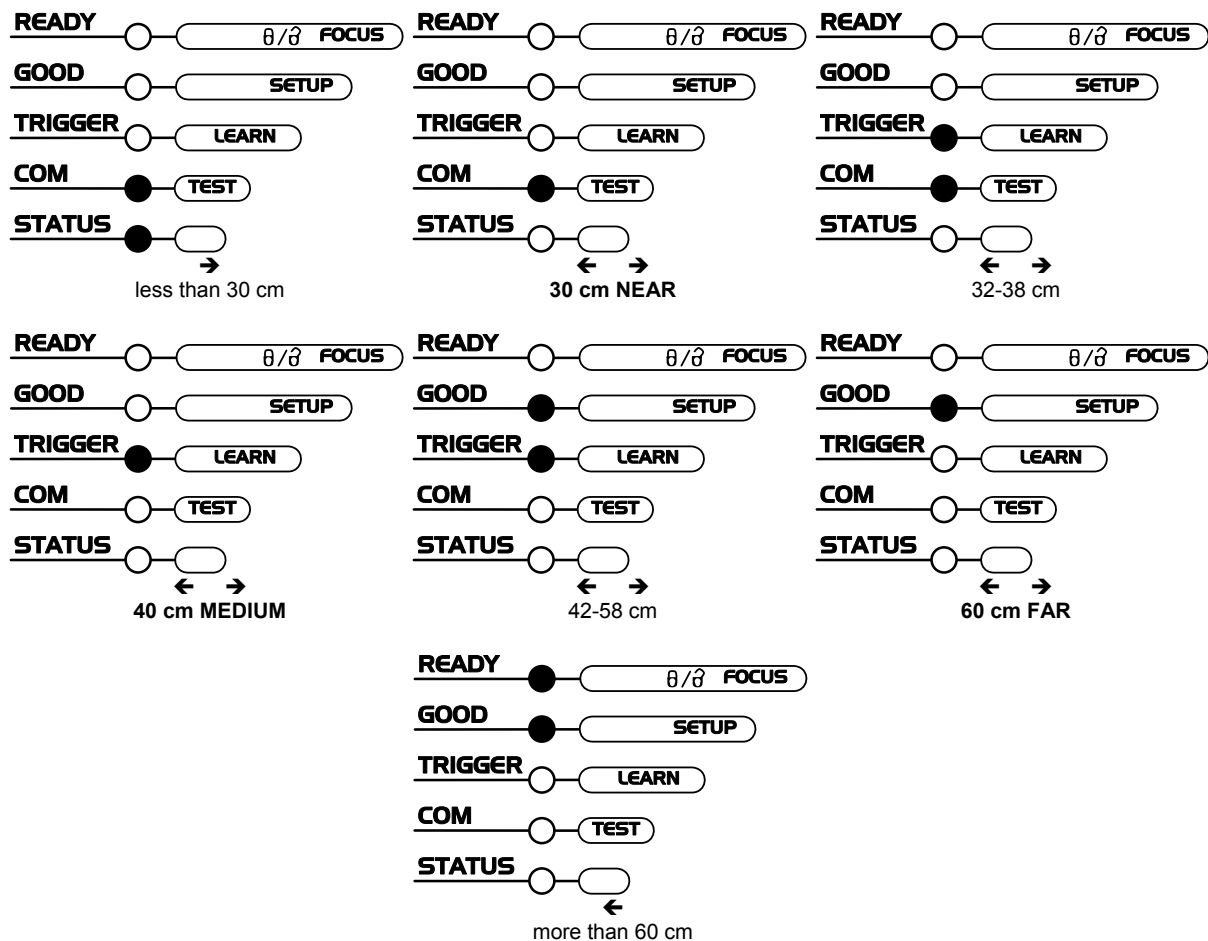 READY FOCUS
GOOD SETUP
TRIGGER LEARN
COM TEST
STATUS
less than 30 cm
READY FOCUS
GOOD SETUP
TRIGGER LEARN
COM TEST
STATUS
30 cm NEAR
READY FOCUS
GOOD SETUP
TRIGGER LEARN
COM TEST
STATUS
32-38 cm
READY FOCUS
GOOD SETUP
TRIGGER LEARN
COM TEST
STATUS
40 cm MEDIUM
READY FOCUS
GOOD SETUP
TRIGGER LEARN
COM TEST
STATUS
42-58 cm
READY FOCUS
GOOD SETUP
TRIGGER LEARN
COM TEST
STATUS
60 cm FAR
READY FOCUS
GOOD SETUP
TRIGGER LEARN
COM TEST
STATUS
more than 60 cm